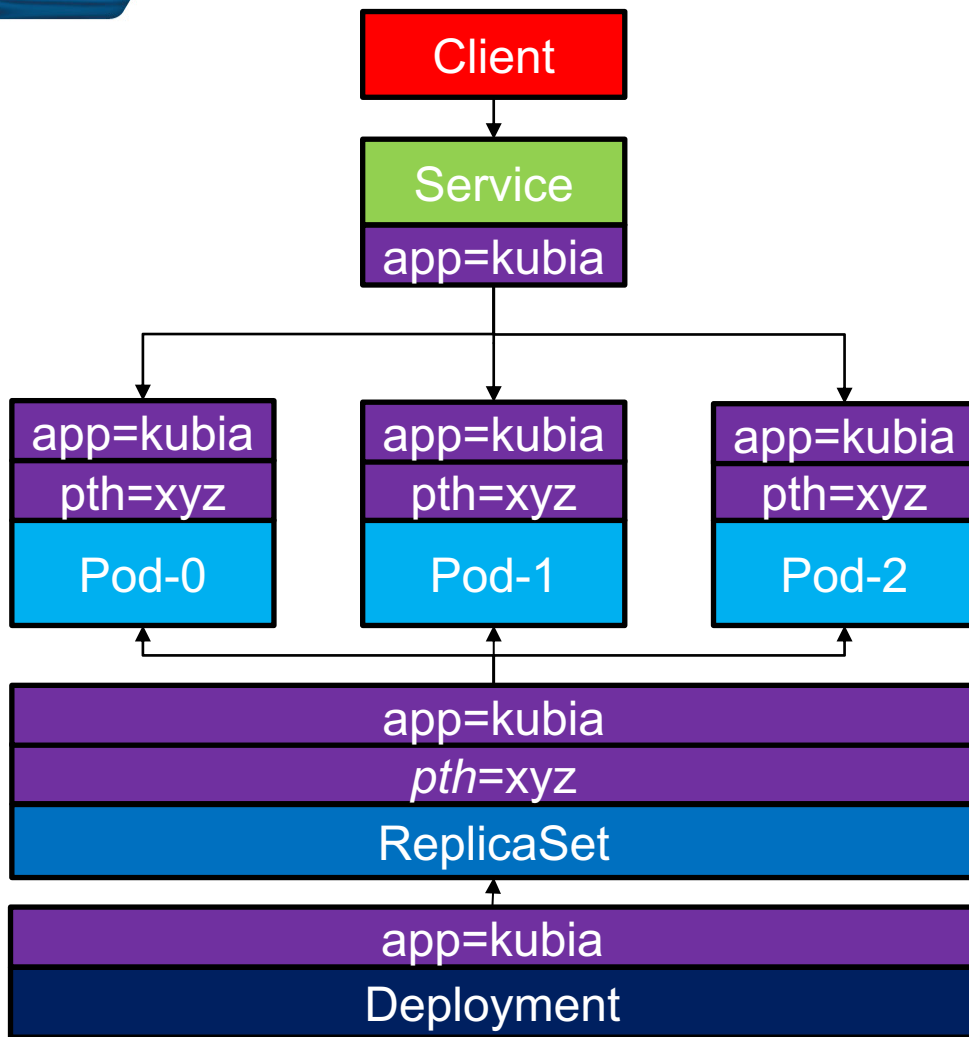 Client
Service
app=kubia
app=kubia
pth=xyz
Pod-0
app=kubia
pth=xyz
Pod-1
app=kubia
pth=xyz
Pod-2
app=kubia
pth=xyz
ReplicaSet
app=kubia
Deployment